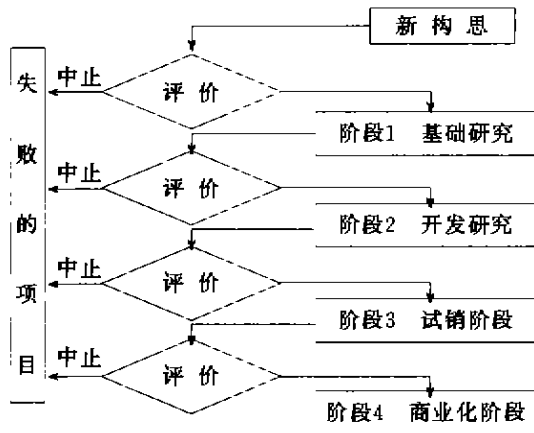 新构思
失败的项目
中止
评价
阶段1 基础研究
中止
评价
阶段2 开发研究
中止
评价
阶段3 试销阶段
中止
评价
阶段4 商业化阶段